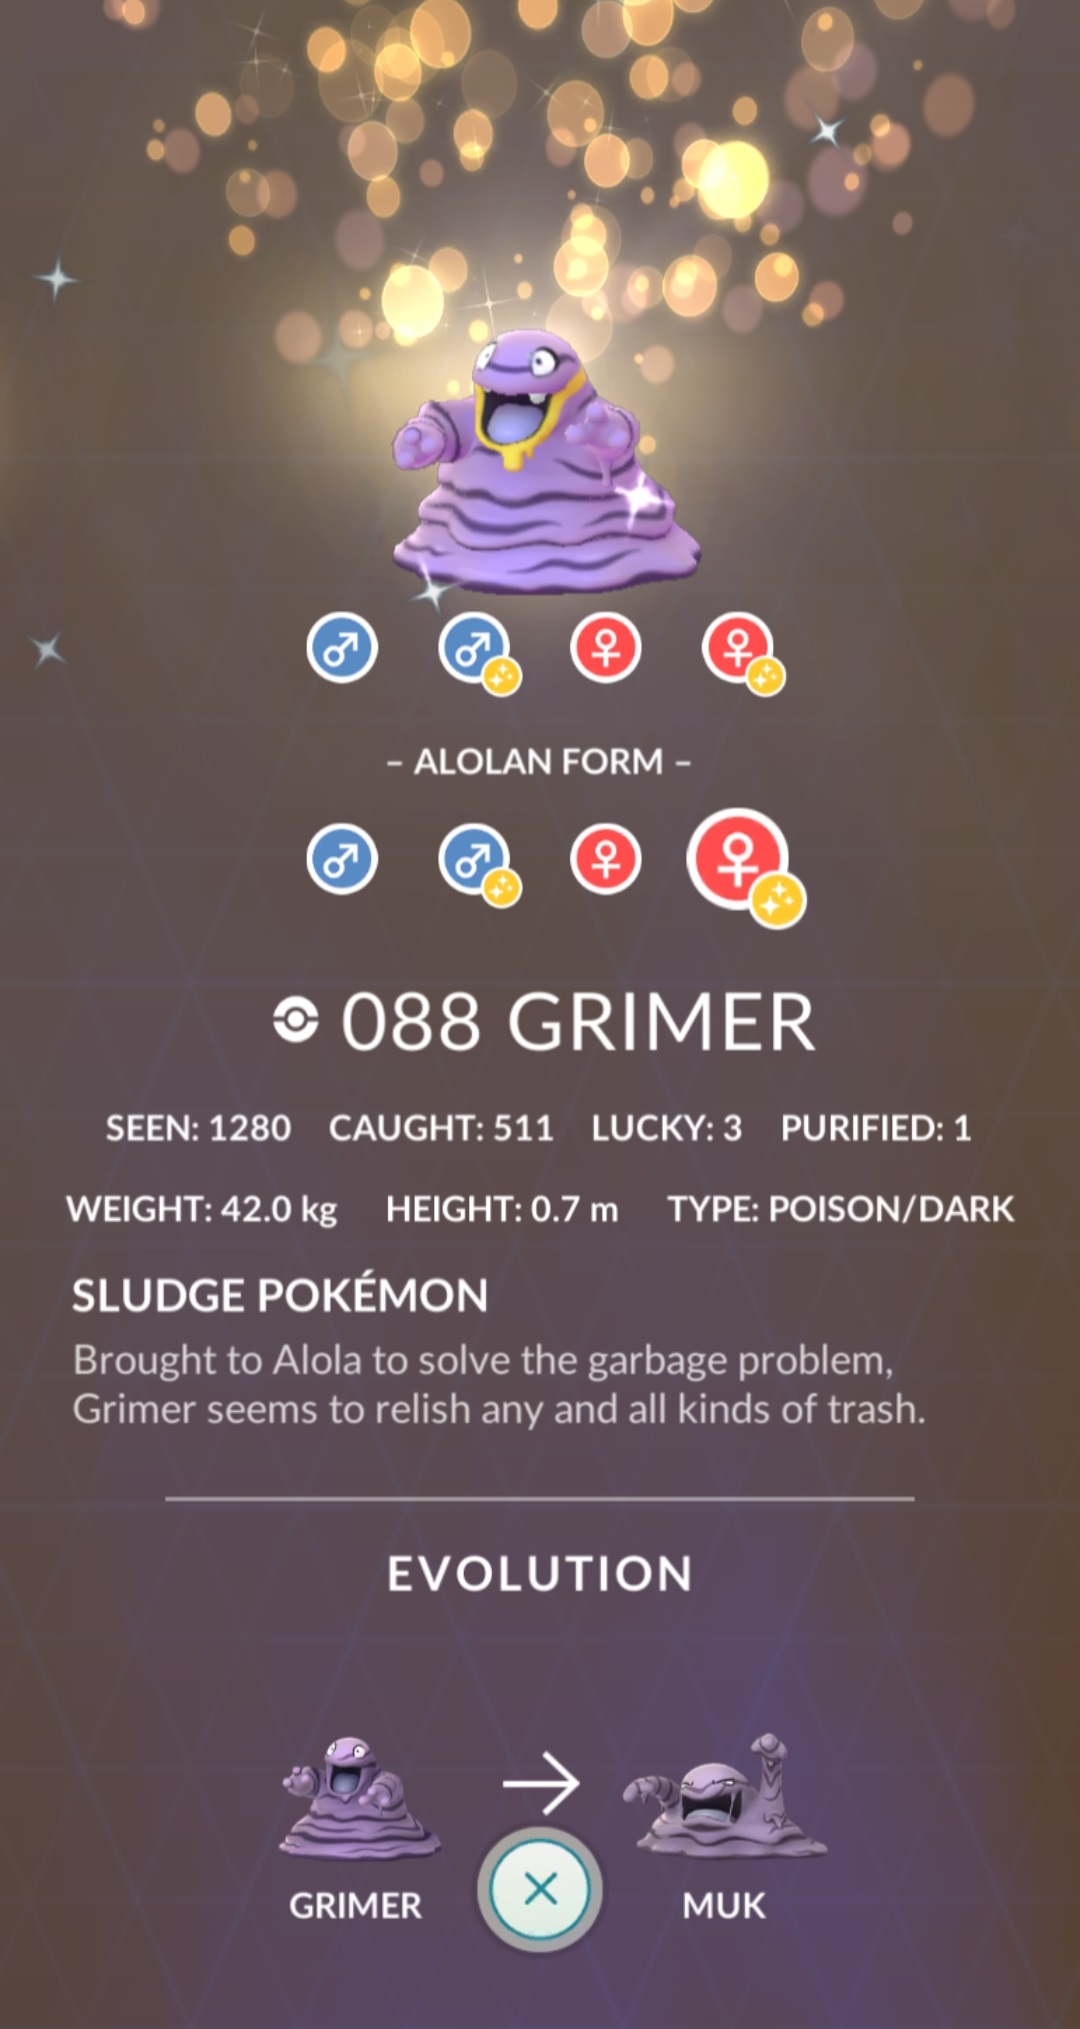 – ALOLAN FORM –
088 GRIMER
SEEN: 1280 CAUGHT: 511 LUCKY: 3 PURIFIED: 1
WEIGHT: 42.0 kg HEIGHT: 0.7 m TYPE: POISON/DARK
SLUDGE POKÉMON
Brought to Alola to solve the garbage problem,
Grimer seems to relish any and all kinds of trash.
EVOLUTION
GRIMER MUK